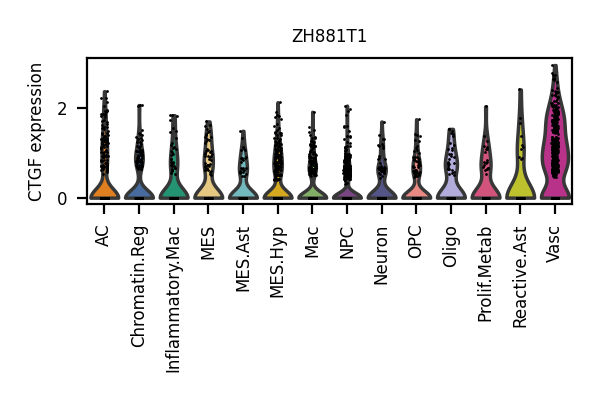 ZH881T1
CTGF expression
2
0
AC
Chromatin.Reg
Inflammatory.Mac
MES
MES.Ast
MES.Hyp
Mac
NPC
Neuron
OPC
Oligo
Prolif.Metab
Reactive.Ast
Vasc